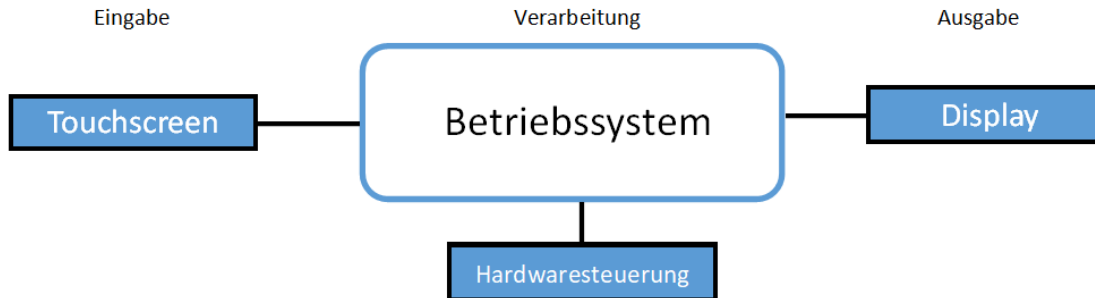 Eingabe
Verarbeitung
Ausgabe
Touchscreen
Betriebssystem
Display
Hardwaresteuerung